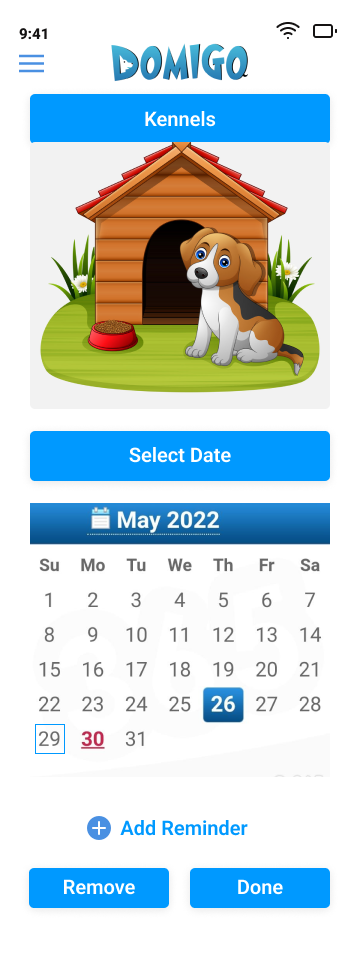 9:41
DOMIGO
Kennels
Select Date
May 2022
Su Mo Tu We Th Fr Sa
1 2 3 4 5 6 7
8 9 10 11 12 13 14
15 16 17 18 19 20 21
22 23 24 25 26 27 28
29 30 31
Add Reminder
Remove Done